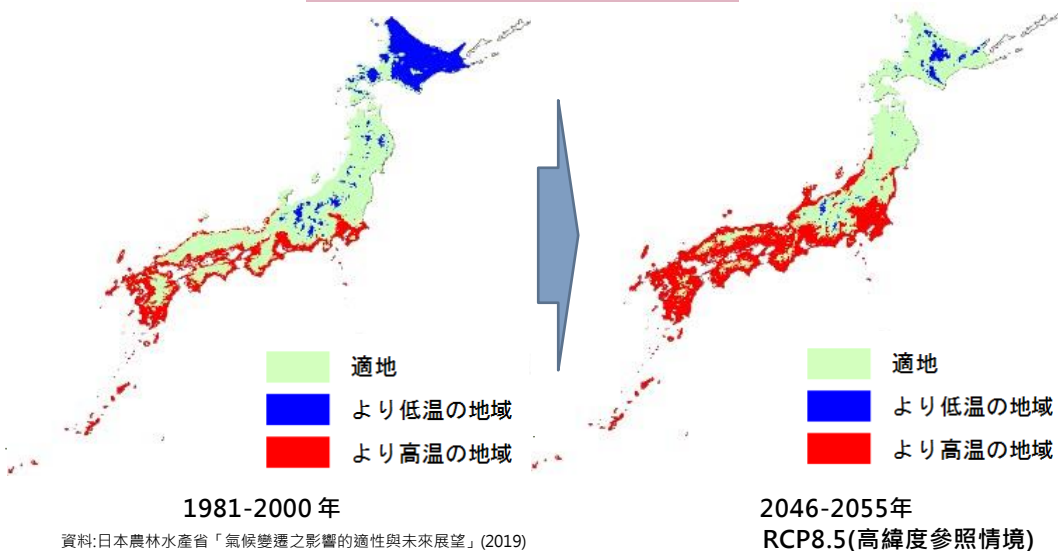 適地
より低温の地域
より高温の地域
適地
より低温の地域
より高温の地域
1981-2000 年
2046-2055年
資料:日本農林水產省「氣候變遷之影響的適性與未來展望」(2019)
RCP8.5(高緯度參照情境)